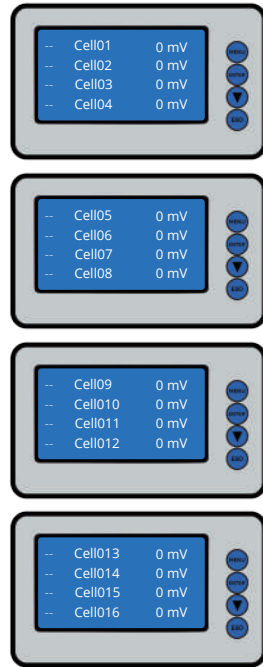 -- Cell01 0 mV
-- Cell02 0 mV
-- Cell03 0 mV
-- Cell04 0 mV
MENU
ENTER
ESC
-- Cell05 0 mV
-- Cell06 0 mV
-- Cell07 0 mV
-- Cell08 0 mV
MENU
ENTER
ESC
-- Cell09 0 mV
-- Cell010 0 mV
-- Cell011 0 mV
-- Cell012 0 mV
MENU
ENTER
ESC
-- Cell013 0 mV
-- Cell014 0 mV
-- Cell015 0 mV
-- Cell016 0 mV
MENU
ENTER
ESC